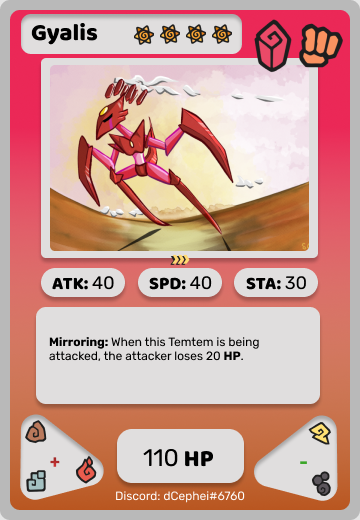 Gyalis
ATK: 40 SPD: 40 STA: 30
Mirroring: When this Temtem is being
attacked, the attacker loses 20 HP.
+ -
110 HP
Discord: dCephei#6760